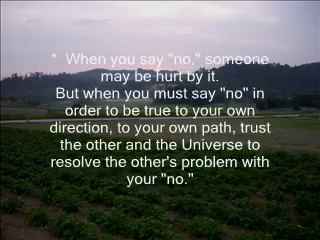 *  When you say "no," someone
may be hurt by it.
But when you must say "no" in
order to be true to your own
direction, to your own path, trust
the other and the Universe to
resolve the other's problem with
your "no."